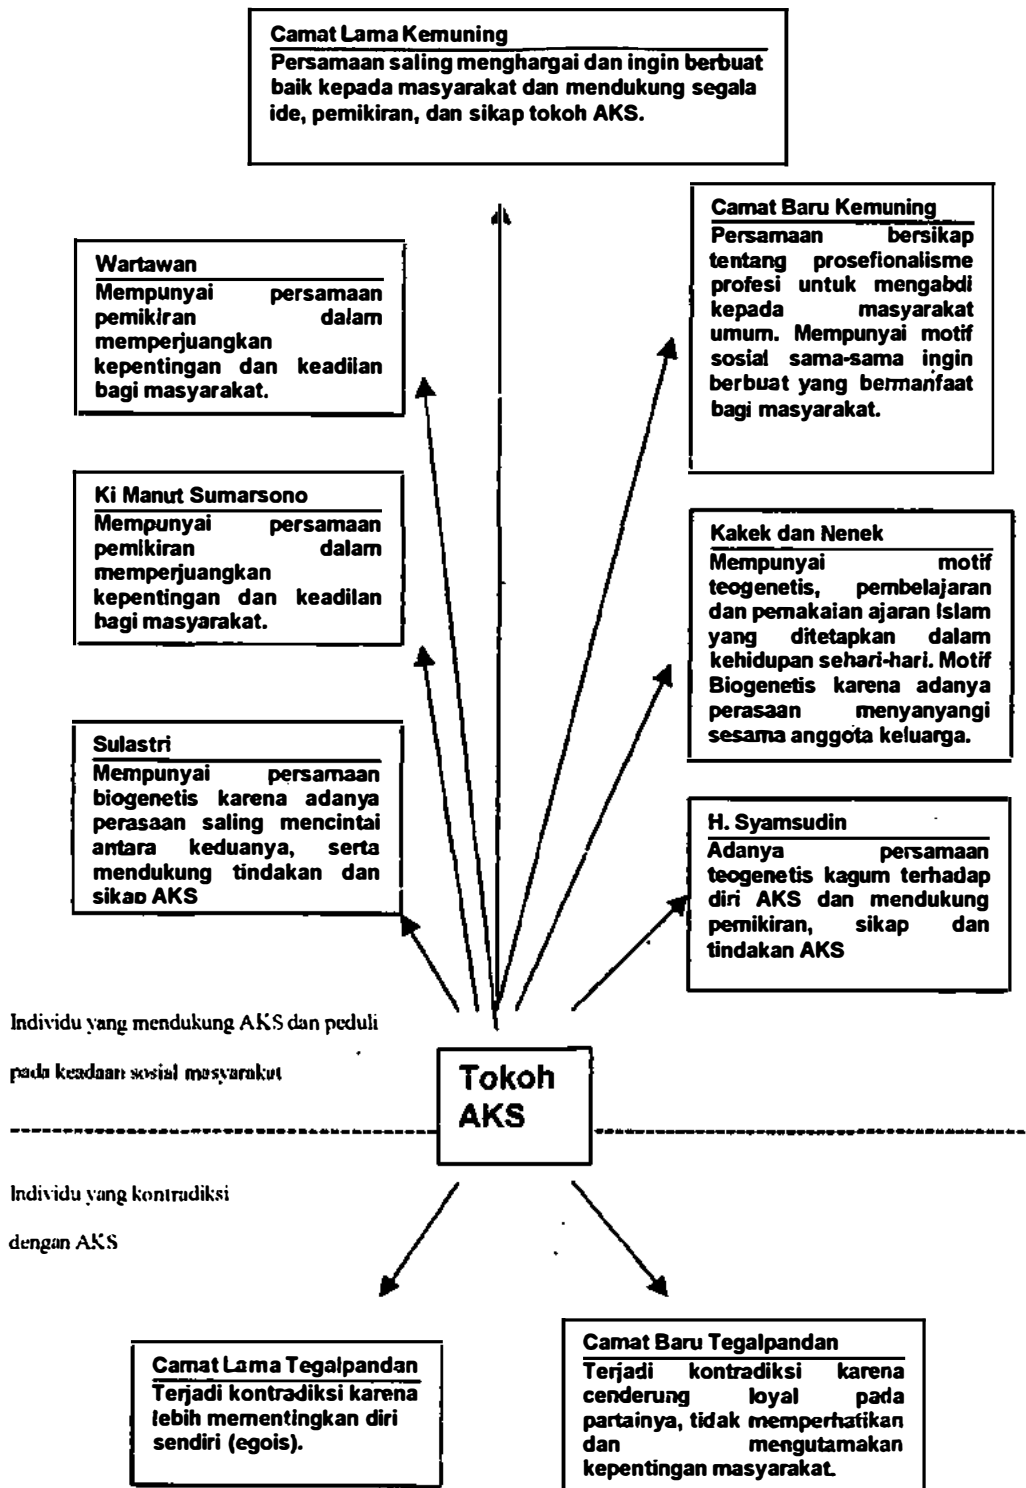 Camat Lama Kemuning
Persamaan saling menghargai dan ingin berbuat
baik kepada masyarakat dan mendukung segala
ide, pemikiran, dan sikap tokoh AKS.
Wartawan
Mempunyai persamaan
pemikiran dalam
memperjuangkan
kepentingan dan keadilan
bagi masyarakat.
Camat Baru Kemuning
Persamaan bersikap
tentang prosefionalisme
profesi untuk mengabdi
kepada masyarakat
umum. Mempunyai motif
sosial sama-sama ingin
berbuat yang bermanfaat
bagi masyarakat.
Ki Manut Sumarsono
Mempunyai persamaan
pemikiran dalam
memperjuangkan
kepentingan dan keadilan
bagi masyarakat.
Kakek dan Nenek
Mempunyai motif
teogenetis, pembelajaran
dan pemakaian ajaran Islam
yang ditetapkan dalam
kehidupan sehari-hari. Motif
Biogenetis karena adanya
perasaan menyanyangi
sesama anggota keluarga.
Sulastri
Mempunyai persamaan
biogenetis karena adanya
perasaan saling mencintai
antara keduanya, serta
mendukung tindakan dan
sikap AKS
H. Syamsudin
Adanya persamaan
teogenetis kagum terhadap
diri AKS dan mendukung
pemikiran, sikap dan
tindakan AKS
Individu yang mendukung AKS dan peduli
pada keadaan sosial masyarakat
Tokoh
AKS
Individu yang kontradiksi
dengan AKS
Camat Lama Tegalpandan
Terjadi kontradiksi karena
lebih mementingkan diri
sendiri (egois).
Camat Baru Tegalpandan
Terjadi kontradiksi karena
cenderung loyal pada
partainya, tidak memperhatikan
dan mengutamakan
kepentingan masyarakat.